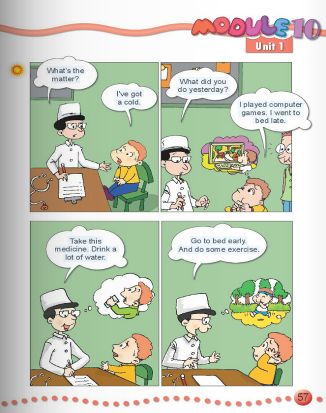 MODULE 10
Unit 1
What's the
matter?
I've got
a cold.
What did you
do yesterday?
I played computer
games. I went to
bed late.
Take this
medicine. Drink a
lot of water.
Go to bed early.
And do some exercise.
57